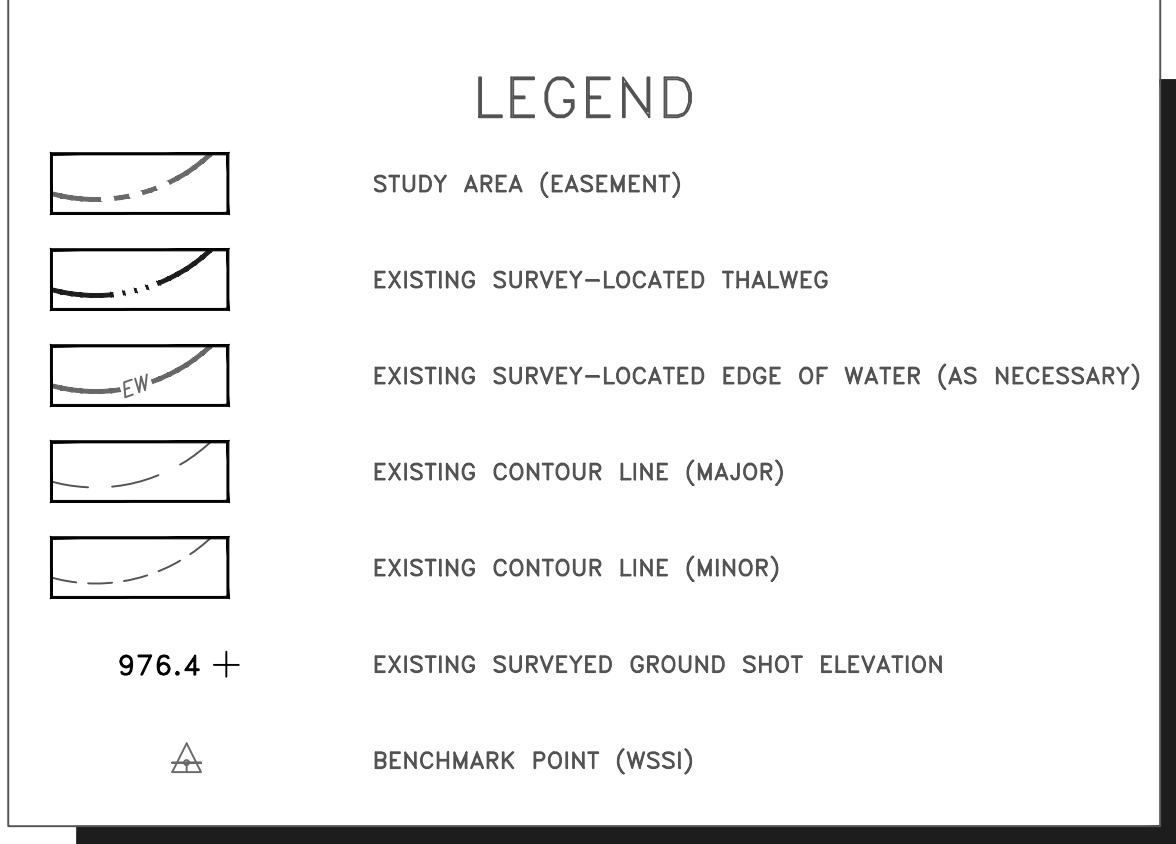 LEGEND
STUDY AREA (EASEMENT)
EXISTING SURVEY-LOCATED THALWEG
EW EXISTING SURVEY-LOCATED EDGE OF WATER (AS NECESSARY)
EXISTING CONTOUR LINE (MAJOR)
EXISTING CONTOUR LINE (MINOR)
976.4 + EXISTING SURVEYED GROUND SHOT ELEVATION
BENCHMARK POINT (WSSI)